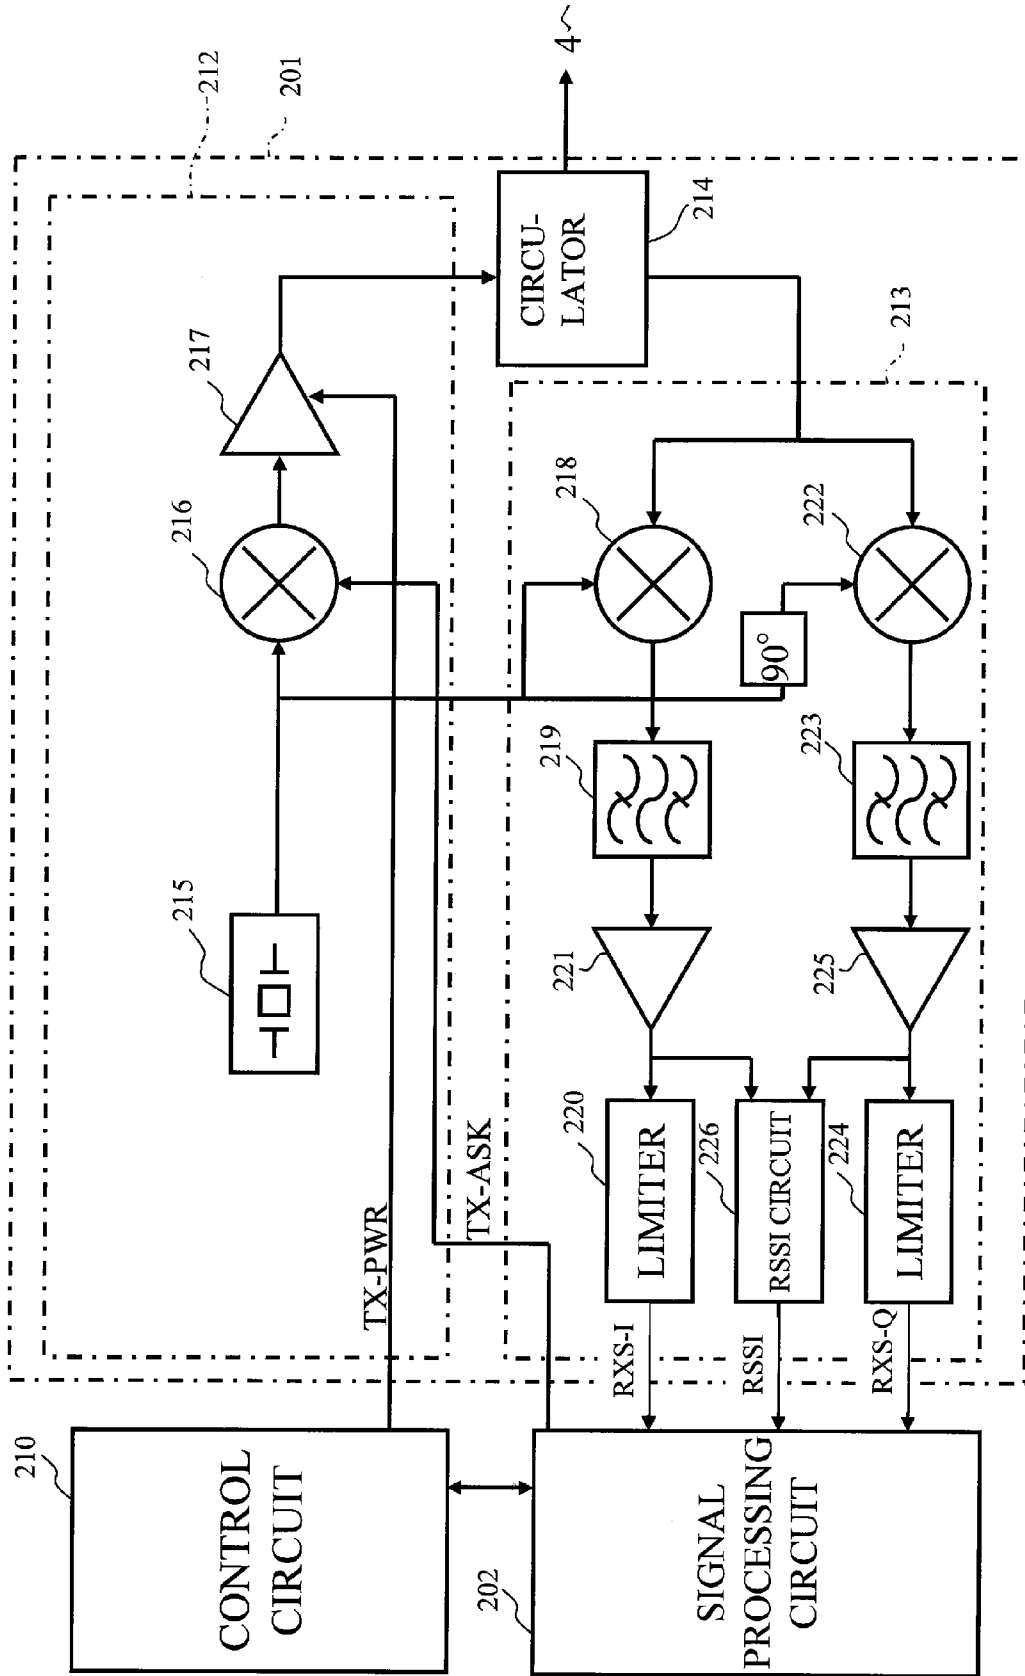 210
CONTROL
CIRCUIT
202
SIGNAL
PROCESSING
CIRCUIT
TX-PWR
TX-ASK
RXS-I
RSSI
RXS-Q
212
201
215
216
217
CIRCU-
LATOR
214
4
213
218
222
90°
219
223
221
225
220
LIMITER
226
RSSI CIRCUIT
224
LIMITER